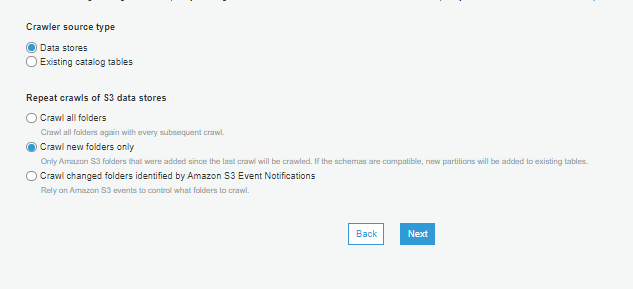 Crawler source type
Data stores
Existing catalog tables
Repeat crawls of S3 data stores
Crawl all folders
Crawl all folders again with every subsequent crawl.
Crawl new folders only
Only Amazon S3 folders that were added since the last crawl will be crawled. If the schemas are compatible, new partitions will be added to existing tables.
Crawl changed folders identified by Amazon S3 Event Notifications
Rely on Amazon S3 events to control what folders to crawl.
Back Next